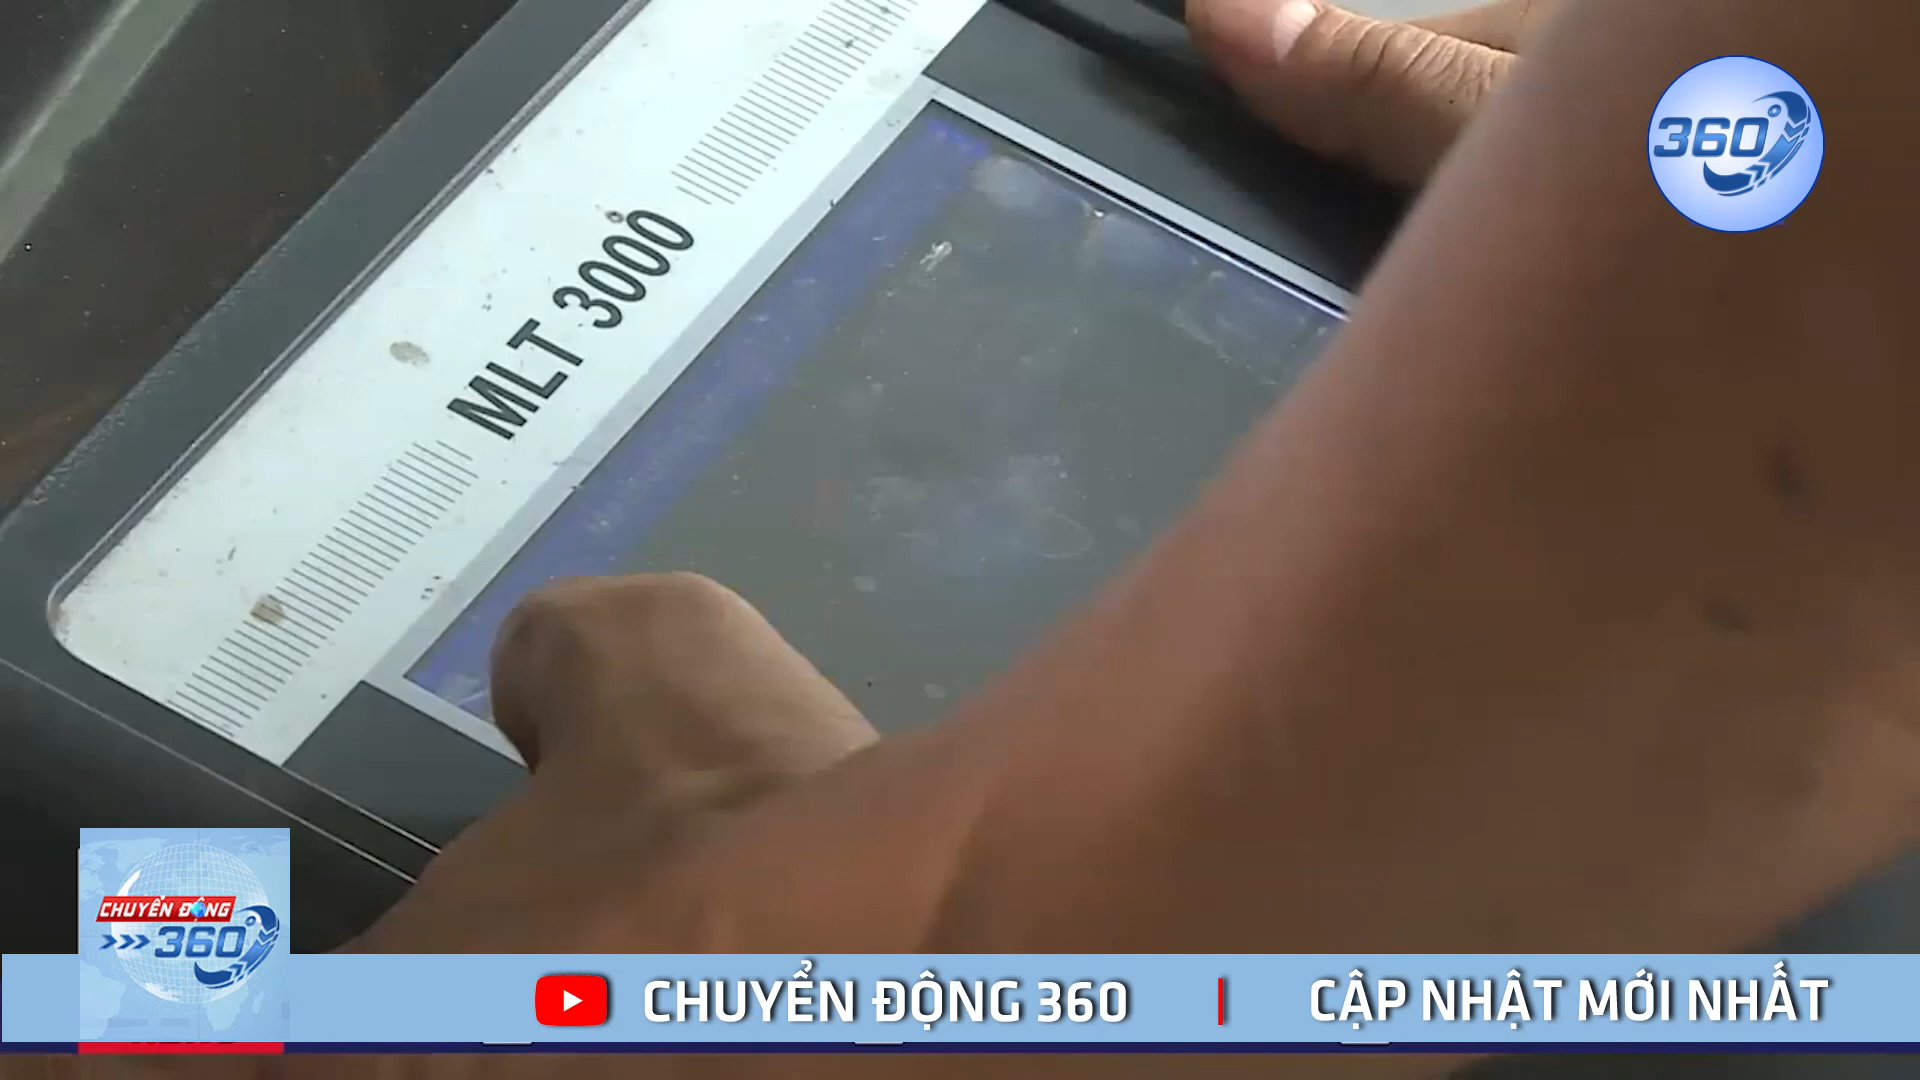 360°
MLT 3000
CHUYỂN ĐỘNG
360°
CHUYỂN ĐỘNG 360 | CẬP NHẬT MỚI NHẤT